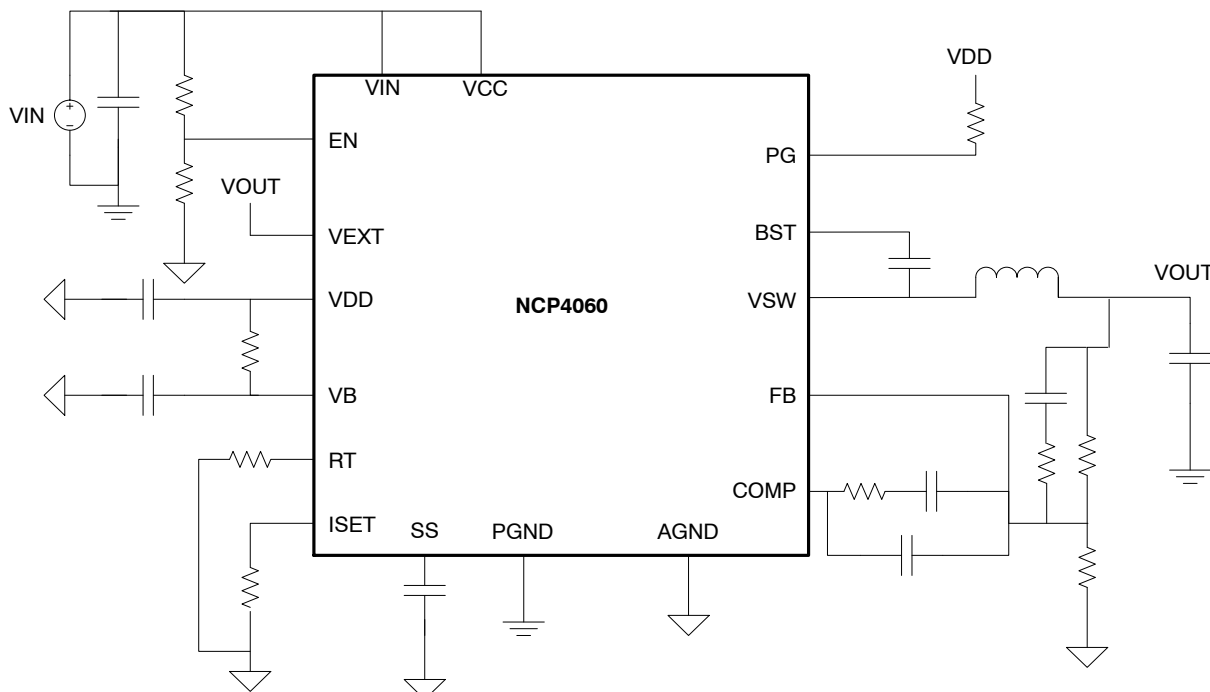 VDD
VIN
VCC
VIN
+
−
EN
PG
VOUT
VEXT
BST
VOUT
VDD
NCP4060
VSW
VB
FB
RT
COMP
ISET
SS
PGND
AGND